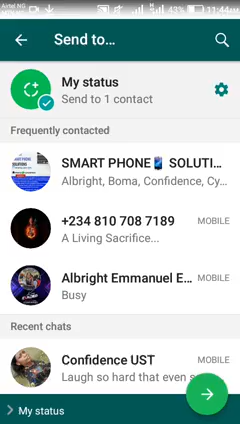 Airtel NG
43% 11:44
Send to...
My status
Send to 1 contact
Frequently contacted
SMART PHONE📱 SOLUTI...
Albright, Boma, Confidence, Cy...
+234 810 708 7189 MOBILE
A Living Sacrifice...
Albright Emmanuel E... MOBILE
Busy
Recent chats
Confidence UST MOBILE
Laugh so hard that even s
My status